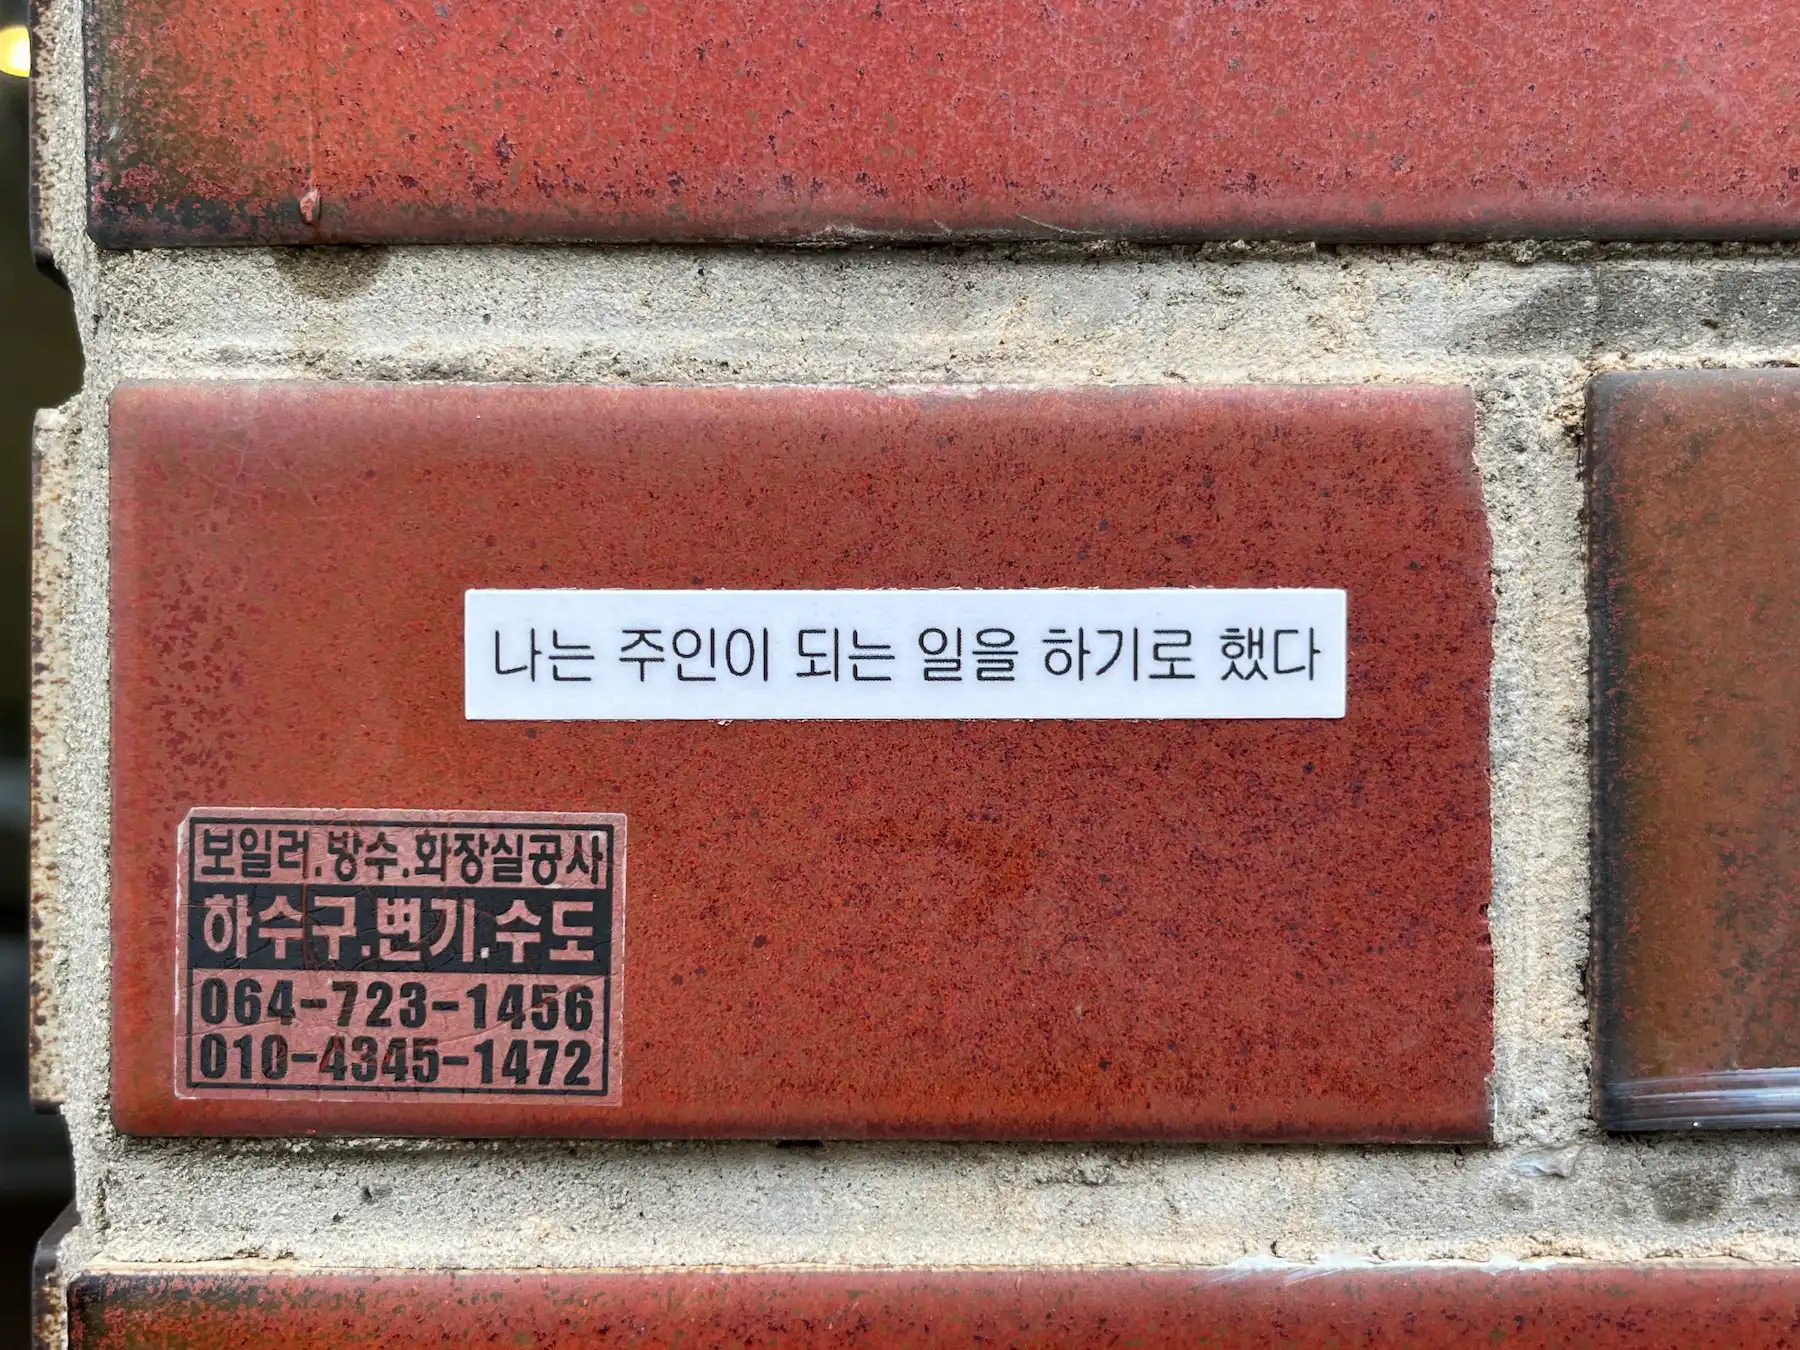 나는 주인이 되는 일을 하기로 했다
보일러.방수.화장실공사
하수구.변기.수도
064-723-1456
010-4345-1472